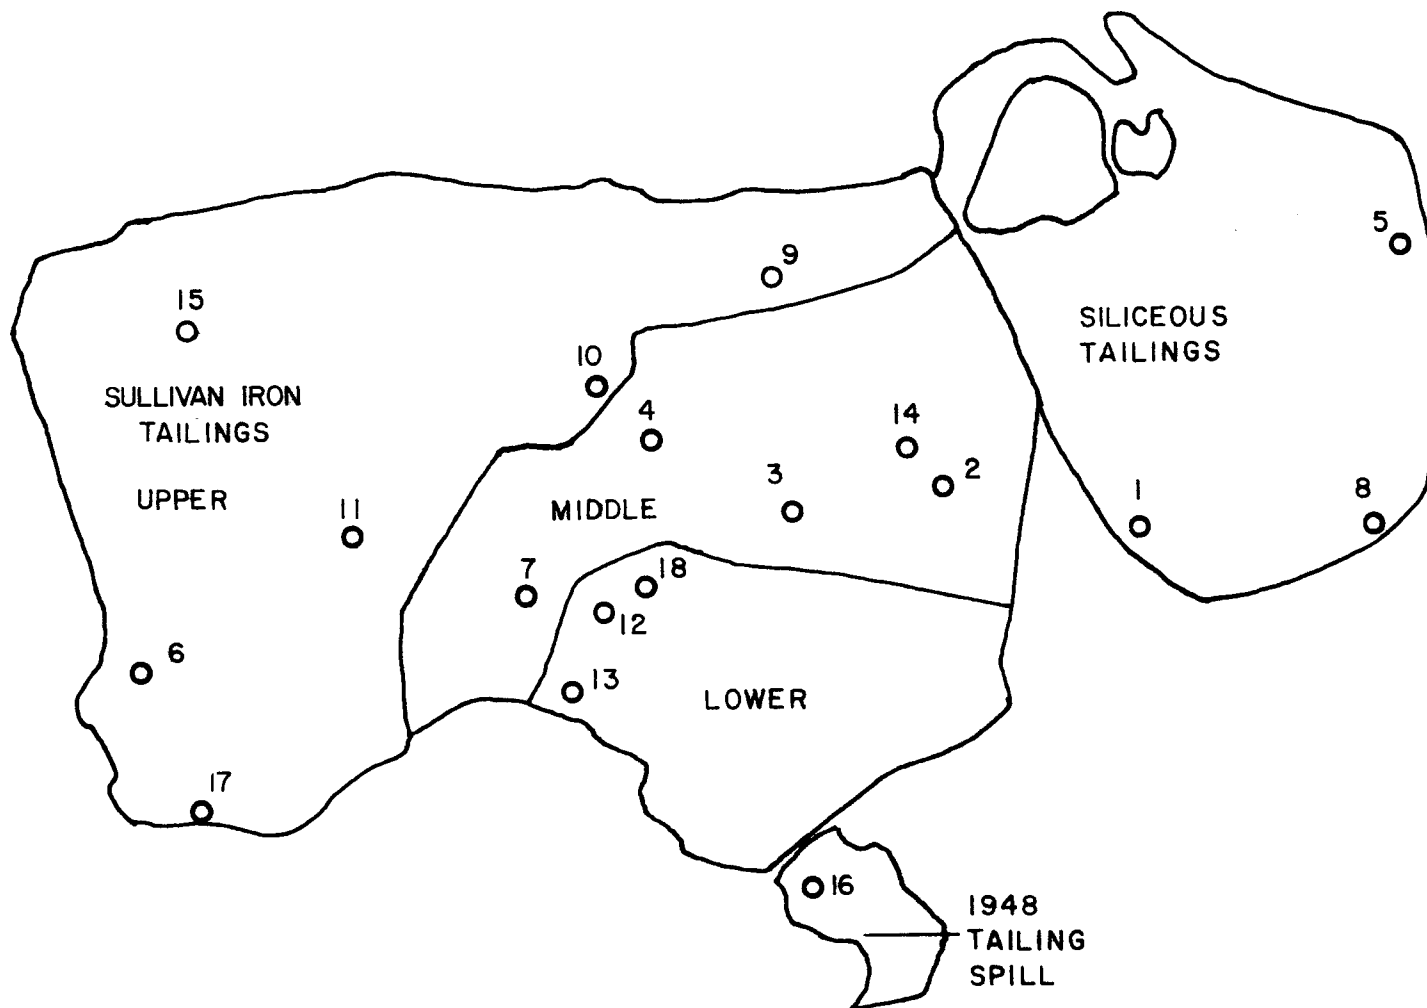 5
9
15
SILICEOUS
TAILINGS
10
SULLIVAN IRON
TAILINGS
4
14
3
2
UPPER
11
MIDDLE
1
8
7
18
12
6
13
LOWER
17
16
1948
TAILING
SPILL